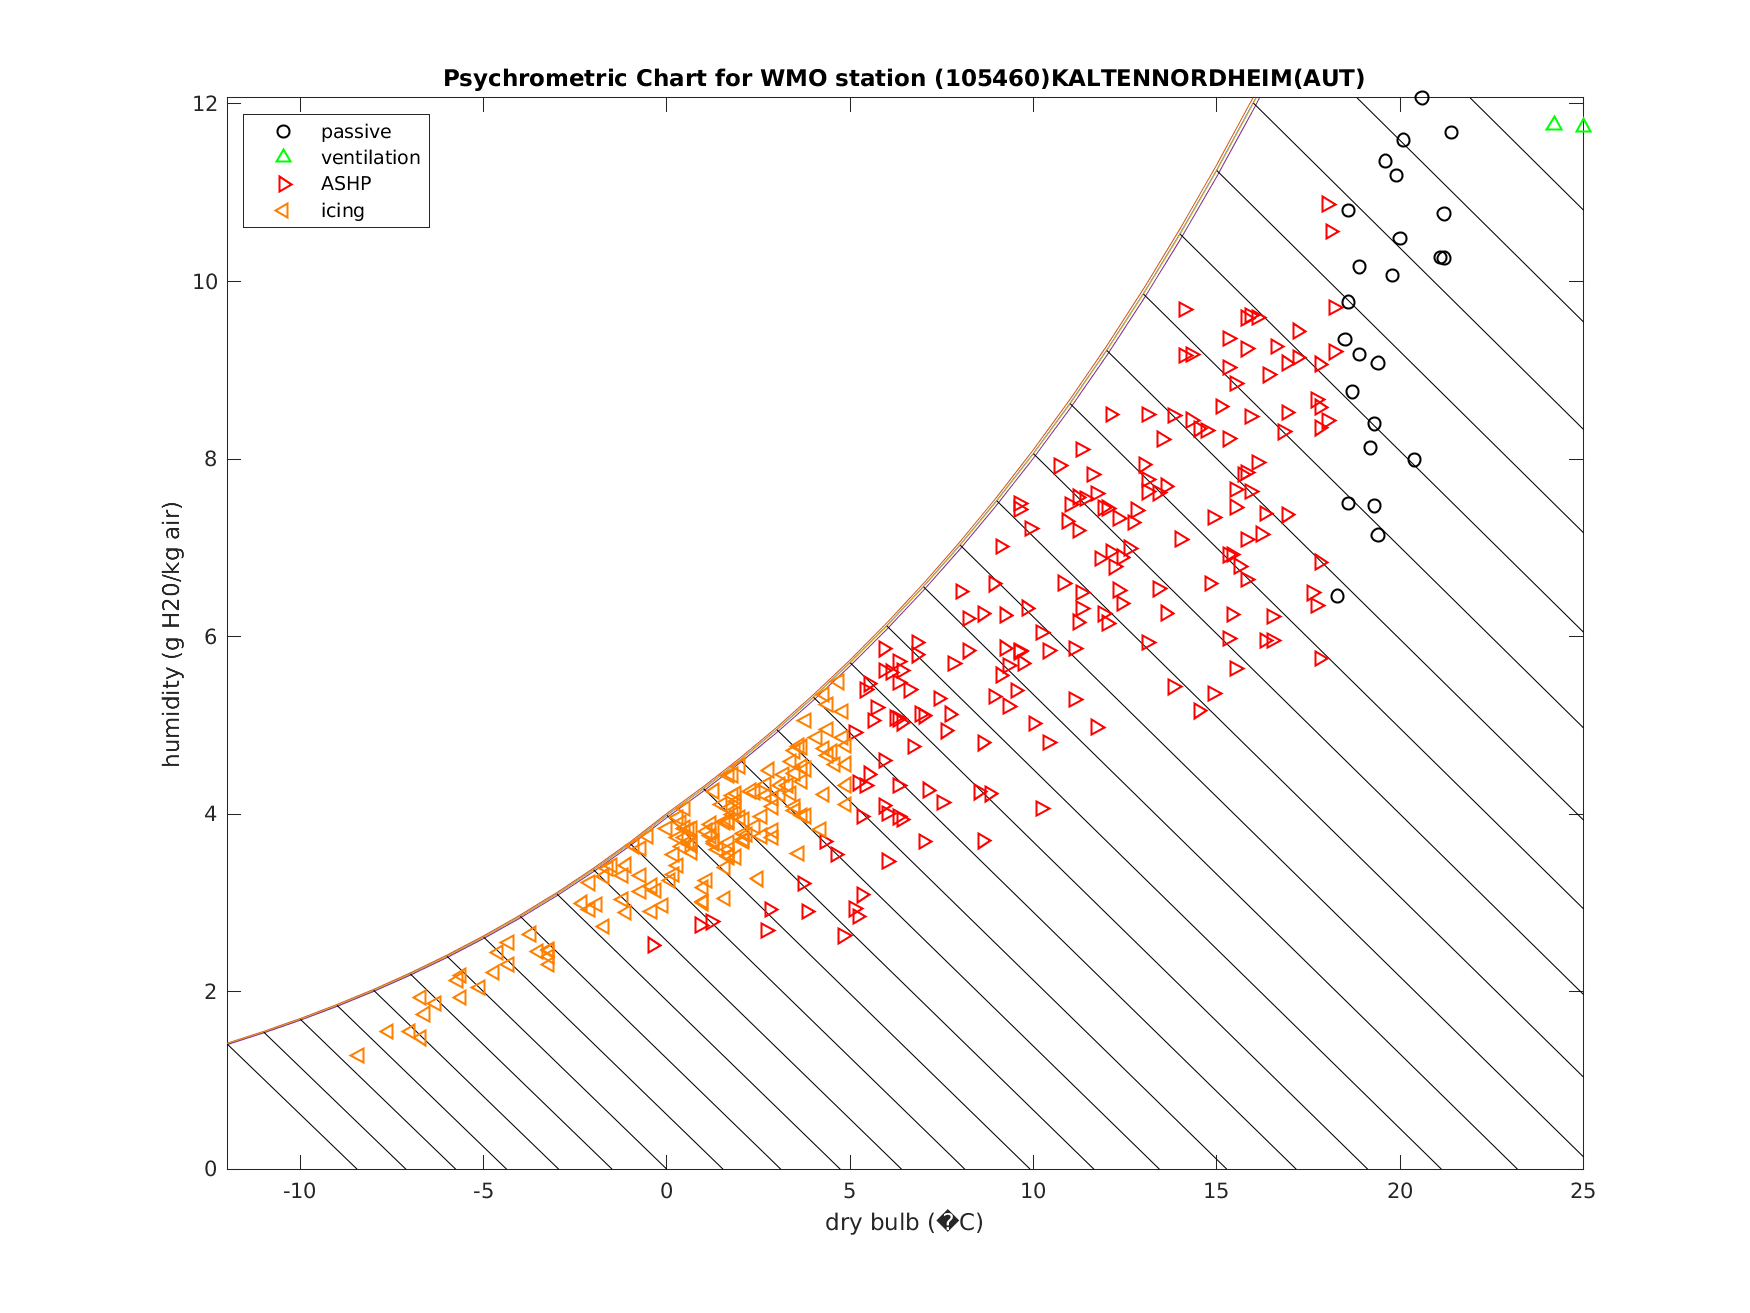 Psychrometric Chart for WMO station (105460)KALTENNORDHEIM(AUT)
passive
ventilation
ASHP
icing
12
10
8
6
4
2
0
humidity (g H20/kg air)
-10 -5 0 5 10 15 20 25
dry bulb (�C)